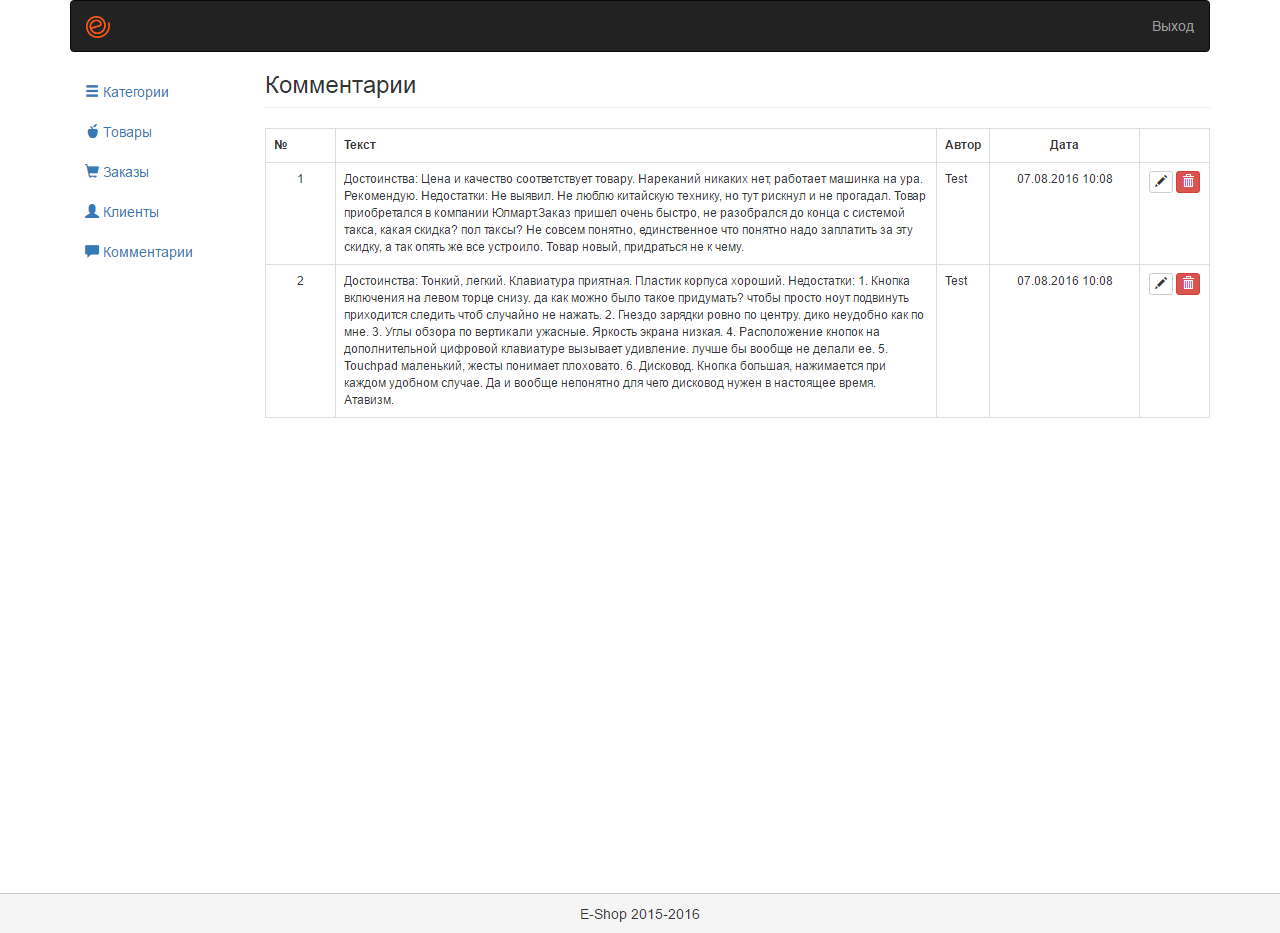 Выход
Категории
Товары
Заказы
Клиенты
Комментарии
Комментарии
№ Текст Автор Дата
1 Достоинства: Цена и качество соответствует товару. Нареканий никаких нет, работает машинка на ура. Test 07.08.2016 10:08
Рекомендую. Недостатки: Не выявил. Не люблю китайскую технику, но тут рискнул и не прогадал. Товар
приобретался в компании Юлмарт.Заказ пришел очень быстро, не разобрался до конца с системой
такса, какая скидка? пол таксы? Не совсем понятно, единственное что понятно надо заплатить за эту
скидку, а так опять же все устроило. Товар новый, придраться не к чему.
2 Достоинства: Тонкий, легкий. Клавиатура приятная. Пластик корпуса хороший. Недостатки: 1. Кнопка Test 07.08.2016 10:08
включения на левом торце снизу. да как можно было такое придумать? чтобы просто ноут подвинуть
приходится следить чтоб случайно не нажать. 2. Гнездо зарядки ровно по центру. дико неудобно как по
мне. 3. Углы обзора по вертикали ужасные. Яркость экрана низкая. 4. Расположение кнопок на
дополнительной цифровой клавиатуре вызывает удивление. лучше бы вообще не делали ее. 5.
Touchpad маленький, жесты понимает плоховато. 6. Дисковод. Кнопка большая, нажимается при
каждом удобном случае. Да и вообще непонятно для чего дисковод нужен в настоящее время.
Атавизм.
E-Shop 2015-2016